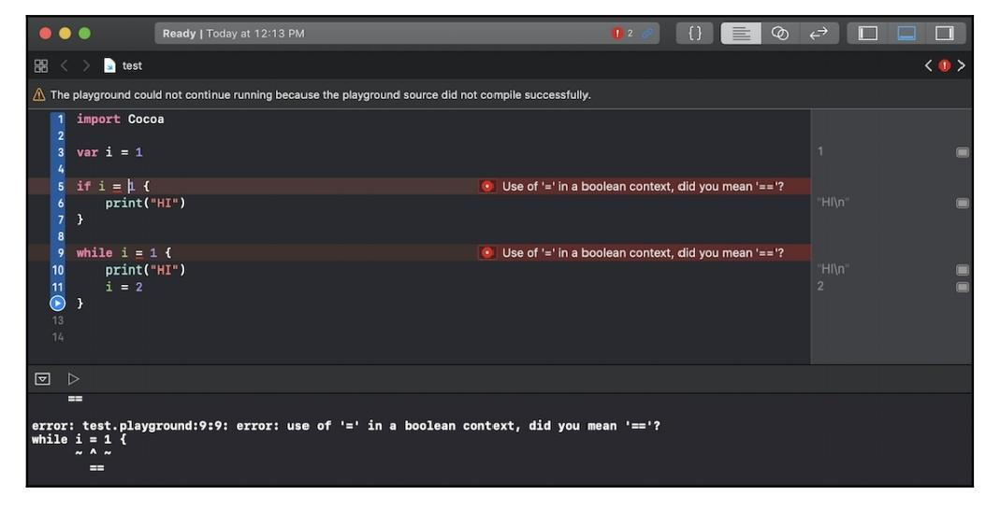 Ready | Today at 12:13 PM
2
{}
test
The playground could not continue running because the playground source did not compile successfully.
1 import Cocoa
2
3 var i = 1 1
4
5 if i = 1 { Use of '=' in a boolean context, did you mean '=='?
6 print("HI") "HI\n"
7 }
8
9 while i = 1 { Use of '=' in a boolean context, did you mean '=='?
10 print("HI") "HI\n"
11 i = 2 2
}
13
14
==
error: test.playground:9:9: error: use of '=' in a boolean context, did you mean '=='?
while i = 1 {
~ ^ ~
==